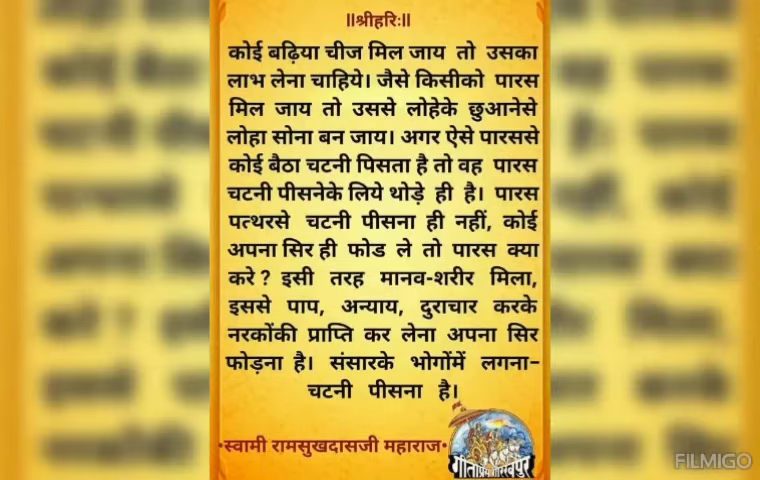 ॥श्रीहरिः॥
कोई बढ़िया चीज मिल जाय तो उसका
लाभ लेना चाहिये। जैसे किसीको पारस
मिल जाय तो उससे लोहेके छुआनेसे
लोहा सोना बन जाय। अगर ऐसे पारससे
कोई बैठा चटनी पिसता है तो वह पारस
चटनी पीसनेके लिये थोड़े ही है। पारस
पत्थरसे चटनी पीसना ही नहीं, कोई
अपना सिर ही फोड ले तो पारस क्या
करे ? इसी तरह मानव-शरीर मिला,
इससे पाप, अन्याय, दुराचार करके
नरकोंकी प्राप्ति कर लेना अपना सिर
फोड़ना है। संसारके भोगोंमें लगना–
चटनी पीसना है।
•स्वामी रामसुखदासजी महाराज•
गीताप्रेस गोरखपुर
FILMIGO